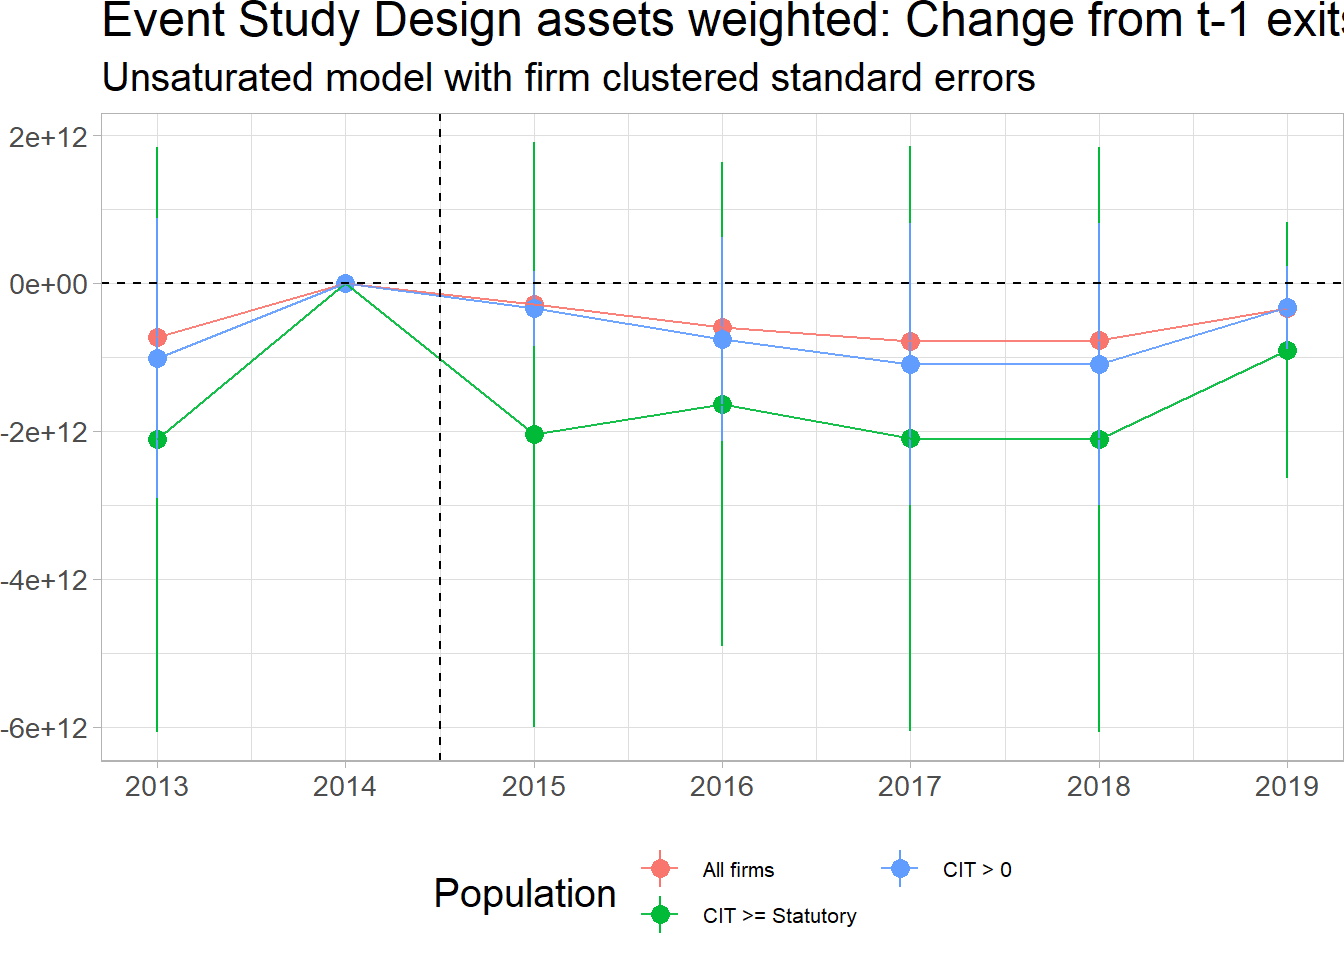 Event Study Design assets weighted: Change from t-1 exits
Unsaturated model with firm clustered standard errors
2e+12
0e+00
-2e+12
-4e+12
-6e+12
2013 2014 2015 2016 2017 2018 2019
Population
All firms
CIT > 0
CIT >= Statutory